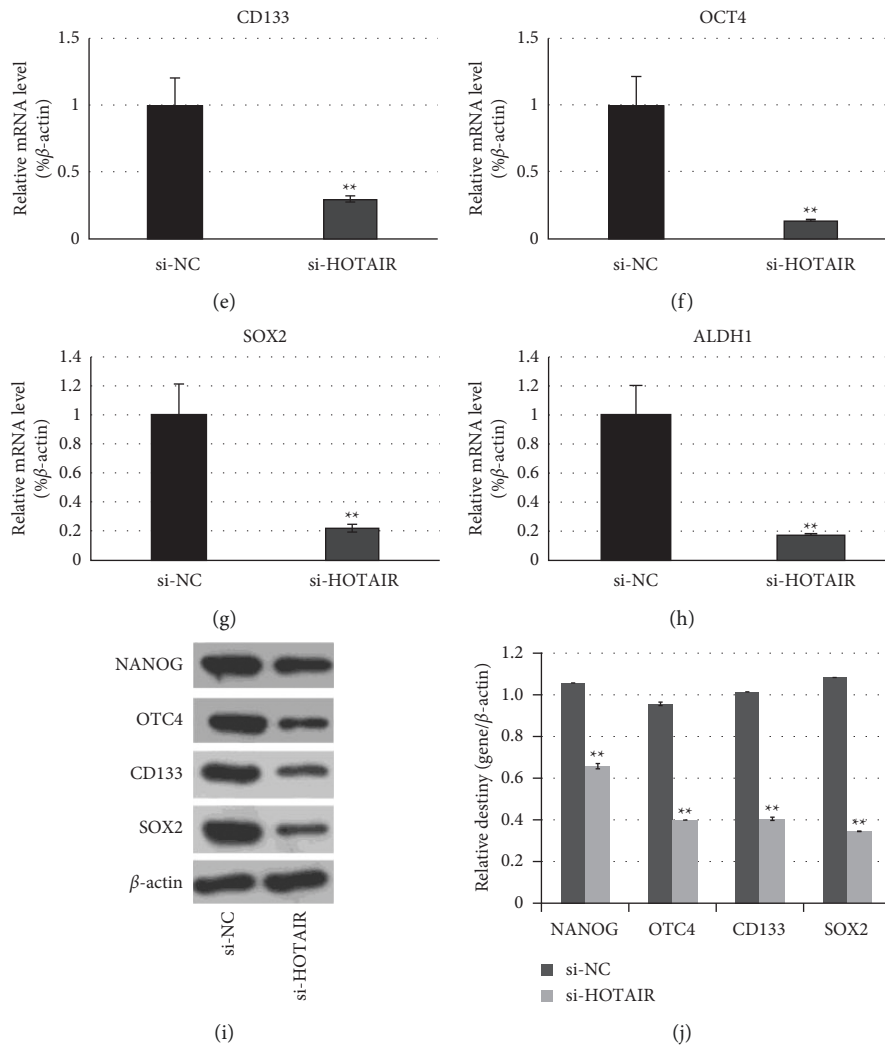 CD133
Relative mRNA level
(%β-actin)
1.5
1
0.5
0
**
si-NC
si-HOTAIR
(e)
OCT4
Relative mRNA level
(%β-actin)
1.5
1
0.5
0
**
si-NC
si-HOTAIR
(f)
SOX2
Relative mRNA level
(%β-actin)
1.4
1.2
1
0.8
0.6
0.4
0.2
0
**
si-NC
si-HOTAIR
(g)
ALDH1
Relative mRNA level
(%β-actin)
1.4
1.2
1
0.8
0.6
0.4
0.2
0
**
si-NC
si-HOTAIR
(h)
NANOG
OTC4
CD133
SOX2
β-actin
si-NC
si-HOTAIR
(i)
Relative destiny (gene/β-actin)
1.2
1.0
0.8
0.6
0.4
0.2
0
**
**
**
**
NANOG
OTC4
CD133
SOX2
si-NC
si-HOTAIR
(j)